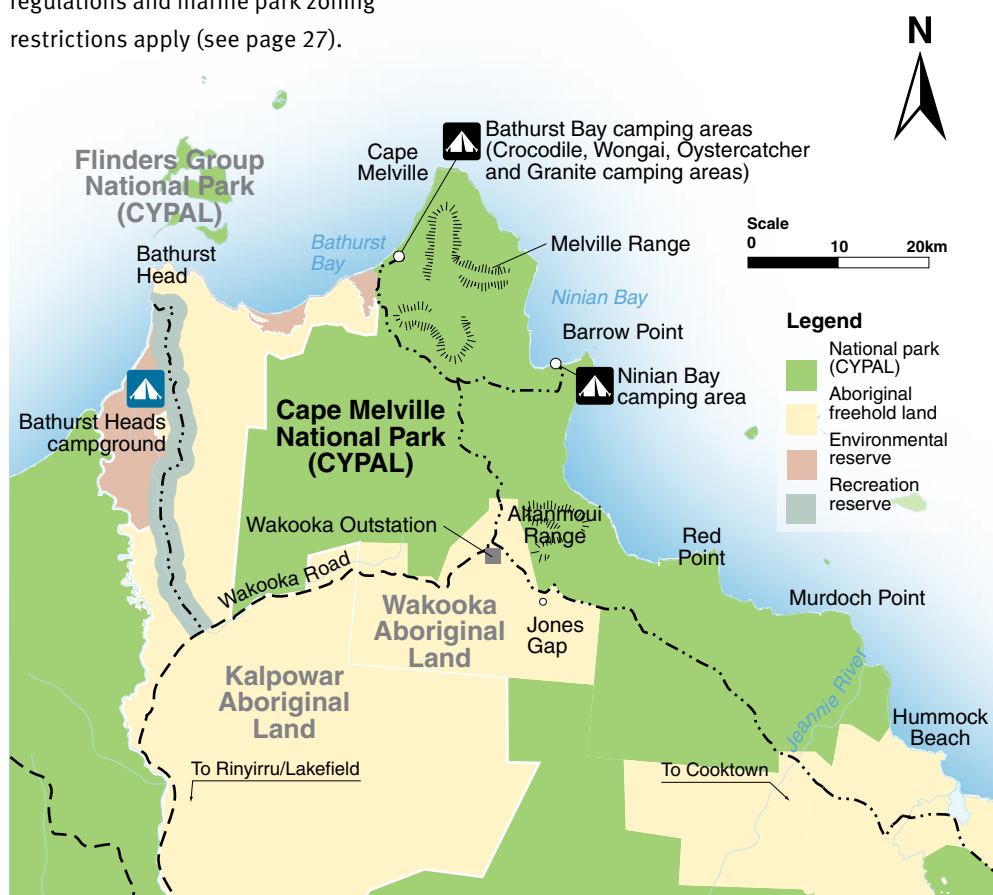 regulations and marine park zoning
restrictions apply (see page 27).
N
Bathurst Bay camping areas
(Crocodile, Wongai, Oystercatcher
and Granite camping areas)
Cape
Melville
Flinders Group
National Park
(CYPAL)
Scale
0 10 20km
Bathurst
Head
Bathurst
Bay
Melville Range
Ninian Bay
Barrow Point
Legend
National park
(CYPAL)
Aboriginal
freehold land
Environmental
reserve
Recreation
reserve
Ninian Bay
camping area
Bathurst Heads
campground
Cape Melville
National Park
(CYPAL)
Wakooka Outstation
Altanmoui
Range
Red
Point
Wakooka Road
Murdoch Point
Wakooka
Aboriginal
Land
Jones
Gap
Kalpowar
Aboriginal
Land
Jeannie River
Hummock
Beach
To Rinyirru/Lakefield
To Cooktown